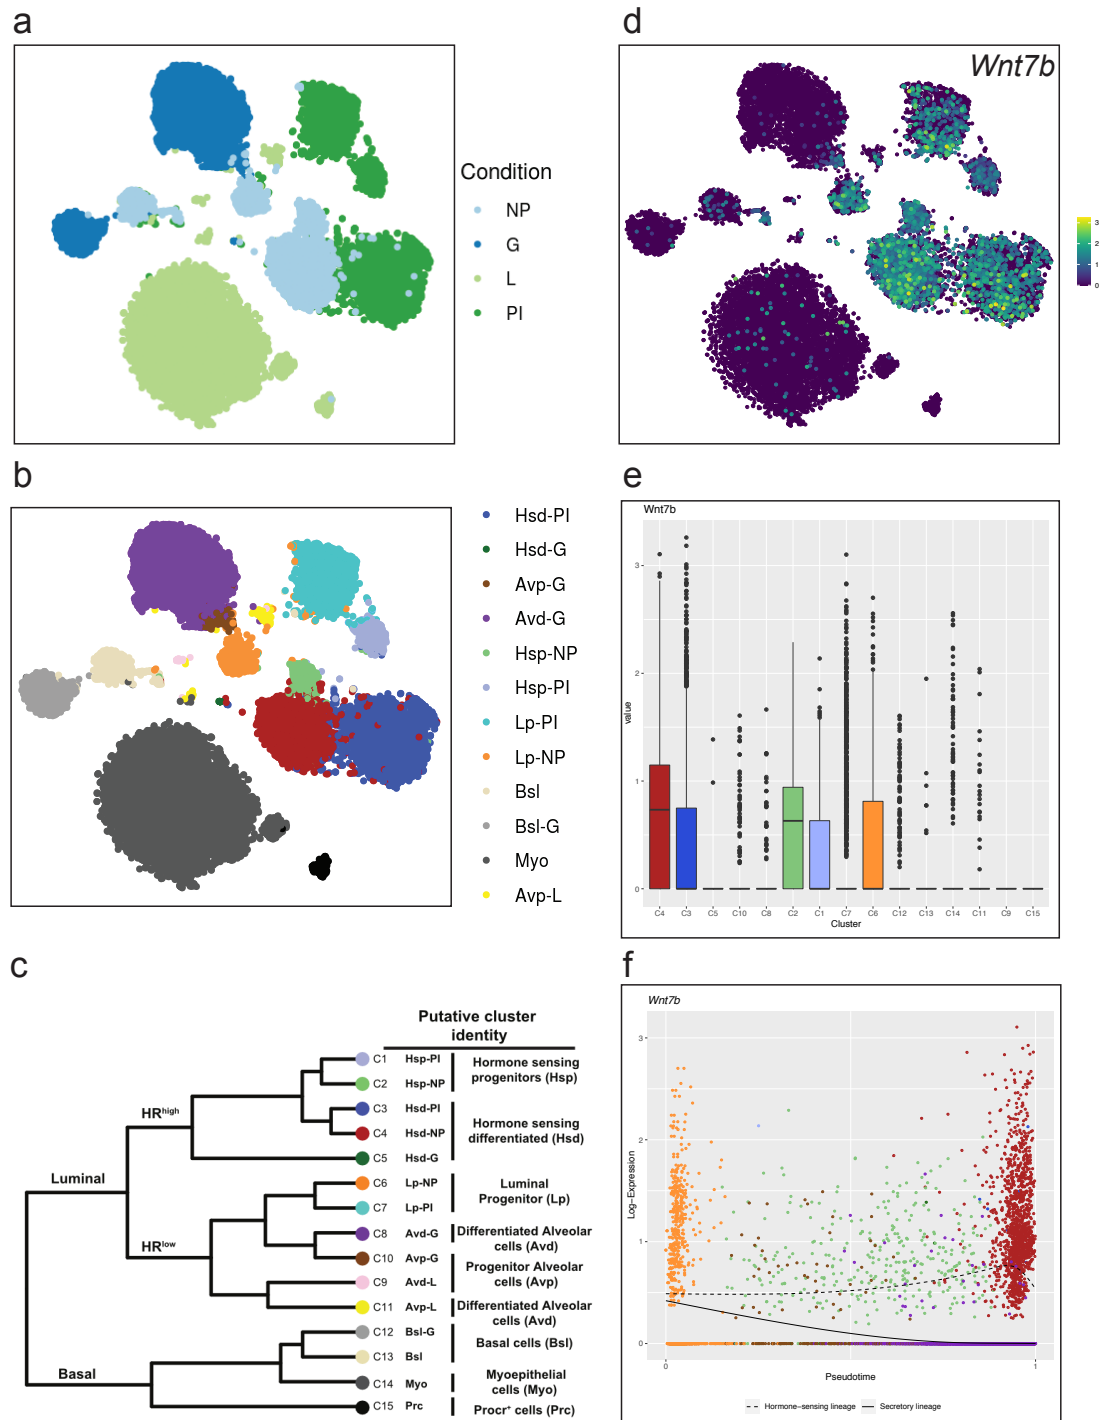 a
Condition
NP
G
L
PI
d
Wnt7b
3
2
1
0
b
Hsd-PI
Hsd-G
Avp-G
Avd-G
Hsp-NP
Hsp-PI
Lp-PI
Lp-NP
Bsl
Bsl-G
Myo
Avp-L
e
Wnt7b
value
3
2
1
0
C4 C3 C5 C10 C8 C2 C1 C7 C6 C12 C13 C14 C11 C9 C15
Cluster
c
Putative cluster
identity
Luminal
Basal
HRhigh
HRlow
C1 Hsp-PI
C2 Hsp-NP
C3 Hsd-PI
C4 Hsd-NP
C5 Hsd-G
C6 Lp-NP
C7 Lp-PI
C8 Avd-G
C10 Avp-G
C9 Avd-L
C11 Avp-L
C12 Bsl-G
C13 Bsl
C14 Myo
C15 Prc
Hormone sensing
progenitors (Hsp)
Hormone sensing
differentiated (Hsd)
Luminal
Progenitor (Lp)
Differentiated Alveolar
cells (Avd)
Progenitor Alveolar
cells (Avp)
Differentiated Alveolar
cells (Avd)
Basal cells (Bsl)
Myoepithelial
cells (Myo)
Procr+ cells (Prc)
f
Wnt7b
Log-Expression
3
2
1
0
0 1
Pseudotime
Hormone-sensing lineage Secretory lineage